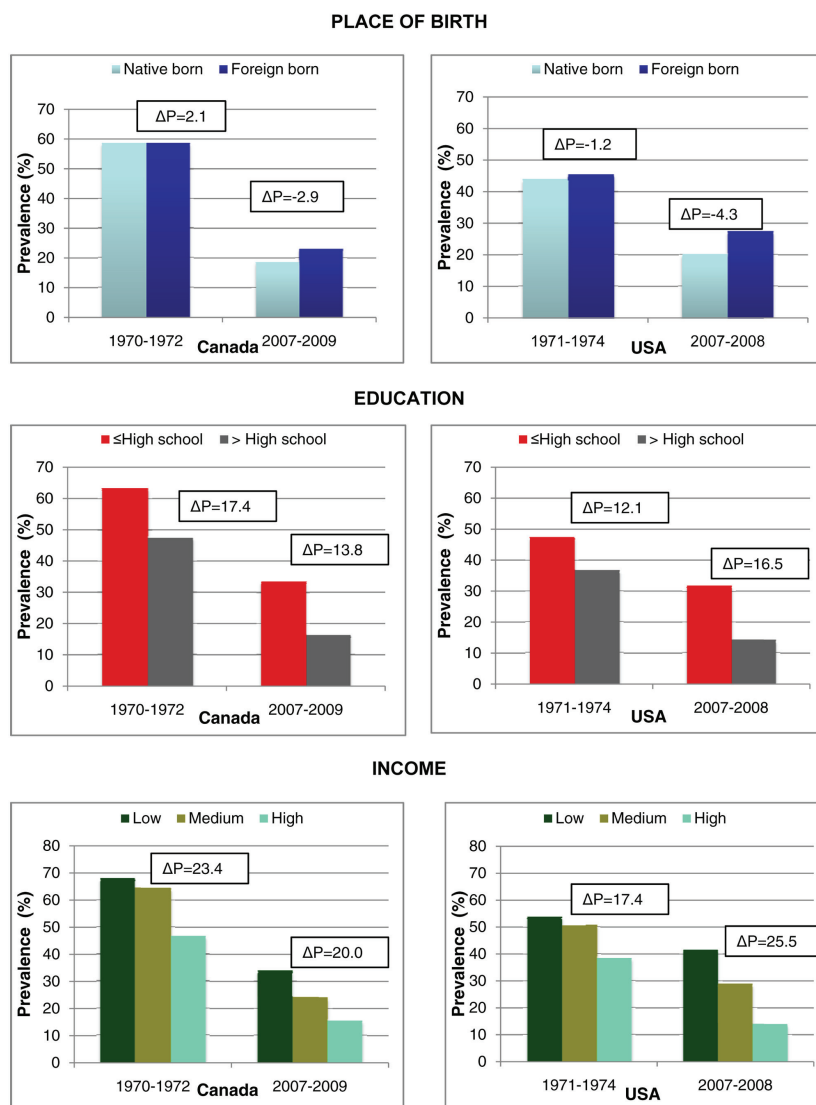 PLACE OF BIRTH
Native born Foreign born
Prevalence (%)
70
60
50
40
30
20
10
0
ΔP=2.1
ΔP=-2.9
1970-1972 Canada 2007-2009
Native born Foreign born
Prevalence (%)
70
60
50
40
30
20
10
0
ΔP=-1.2
ΔP=-4.3
1971-1974 USA 2007-2008
EDUCATION
≤High school > High school
Prevalence (%)
70
60
50
40
30
20
10
0
ΔP=17.4
ΔP=13.8
1970-1972 Canada 2007-2009
≤High school > High school
Prevalence (%)
70
60
50
40
30
20
10
0
ΔP=12.1
ΔP=16.5
1971-1974 USA 2007-2008
INCOME
Low Medium High
Prevalence (%)
80
70
60
50
40
30
20
10
0
ΔP=23.4
ΔP=20.0
1970-1972 Canada 2007-2009
Low Medium High
Prevalence (%)
80
70
60
50
40
30
20
10
0
ΔP=17.4
ΔP=25.5
1971-1974 USA 2007-2008